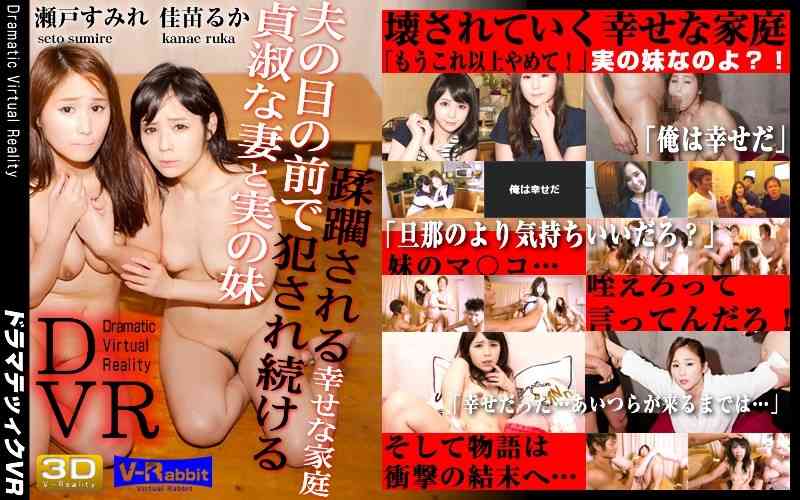 Dramatic Virtual Reality
ドラマテッィクVR
瀬戸すみれ 佳苗るか
seto sumire kanae ruka
夫の目の前で
貞淑な妻と実の妹
蹂躙される幸せな家庭
犯され続ける
D
VR
Dramatic
Virtual
Reality
3D
V-Reality
V-Rabbit
Virtual Rabbit
壊されていく幸せな家庭
「もうこれ以上やめて!」実の妹なのよ?!
「俺は幸せだ」
俺は幸せだ
「旦那のより気持ちいいだろ?」
妹のマ〇コ…
咥えろって
言ってんだろ!
「幸せだった…あいつらが来るまでは…」
そして物語は
衝撃の結末へ…